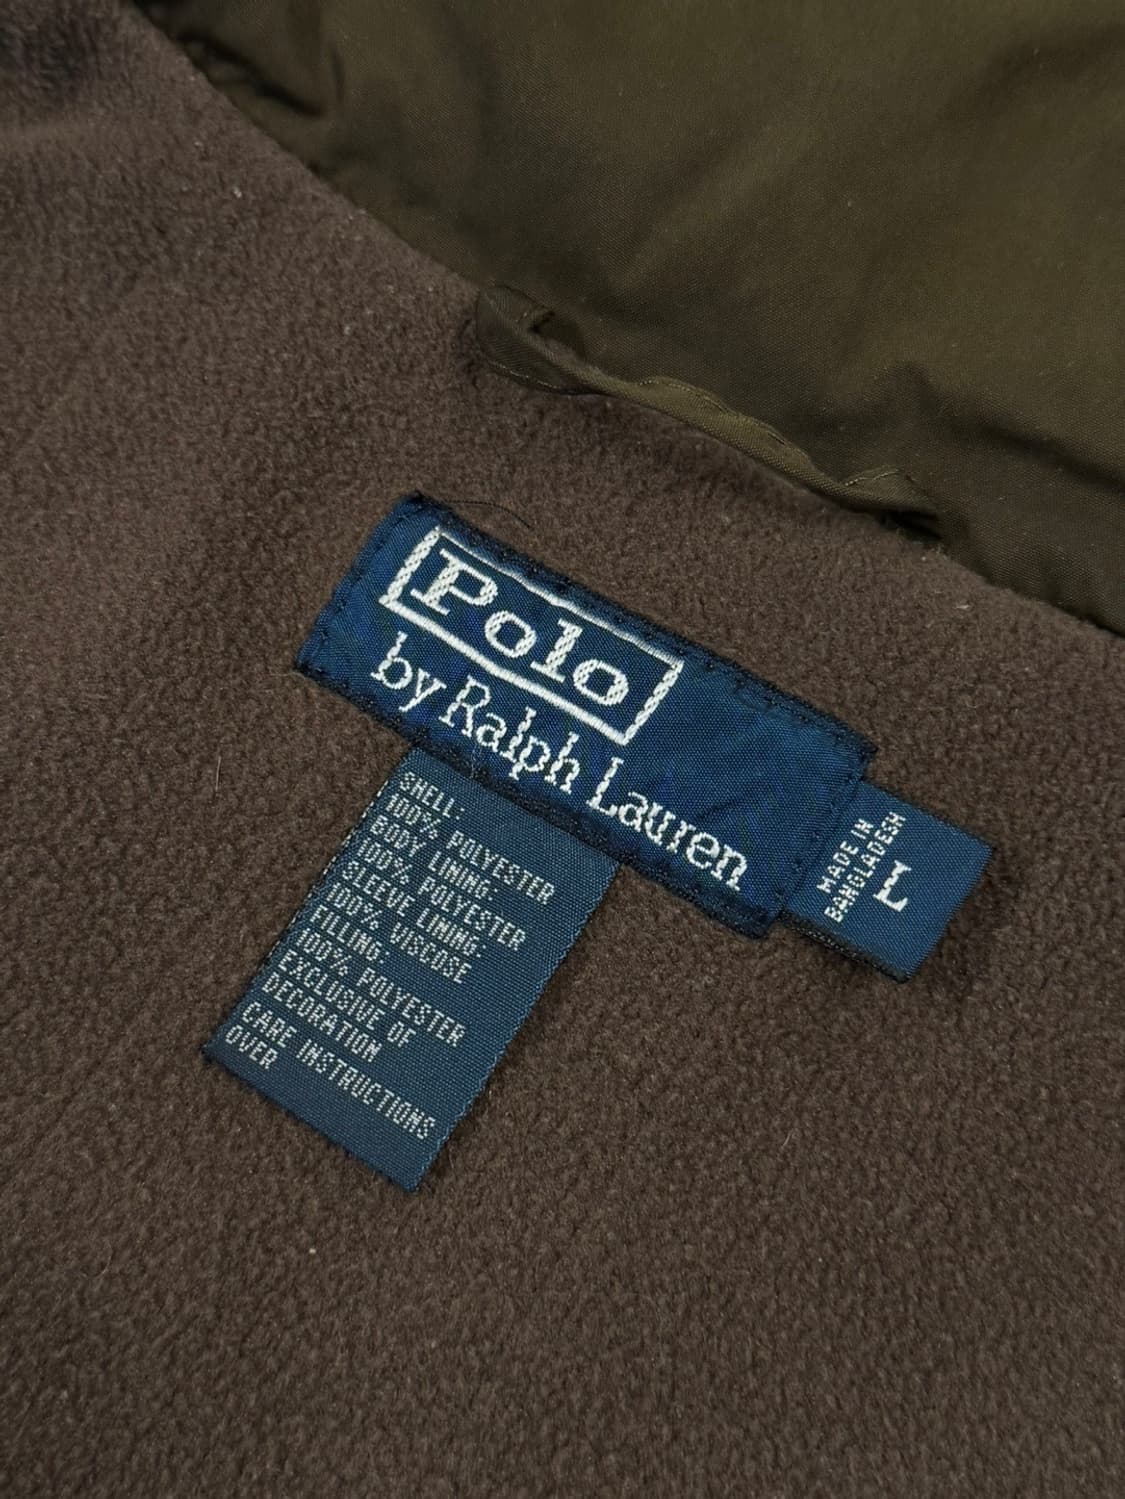 Polo
by Ralph Lauren
SHELL:
100% POLYESTER
BODY LINING:
100% POLYESTER
SLEEVE LINING:
100% VISCOSE
FILLING:
100% POLYESTER
EXCLUSIVE OF
DECORATION
CARE INSTRUCTIONS
OVER
MADE IN
BANGLADESH
L